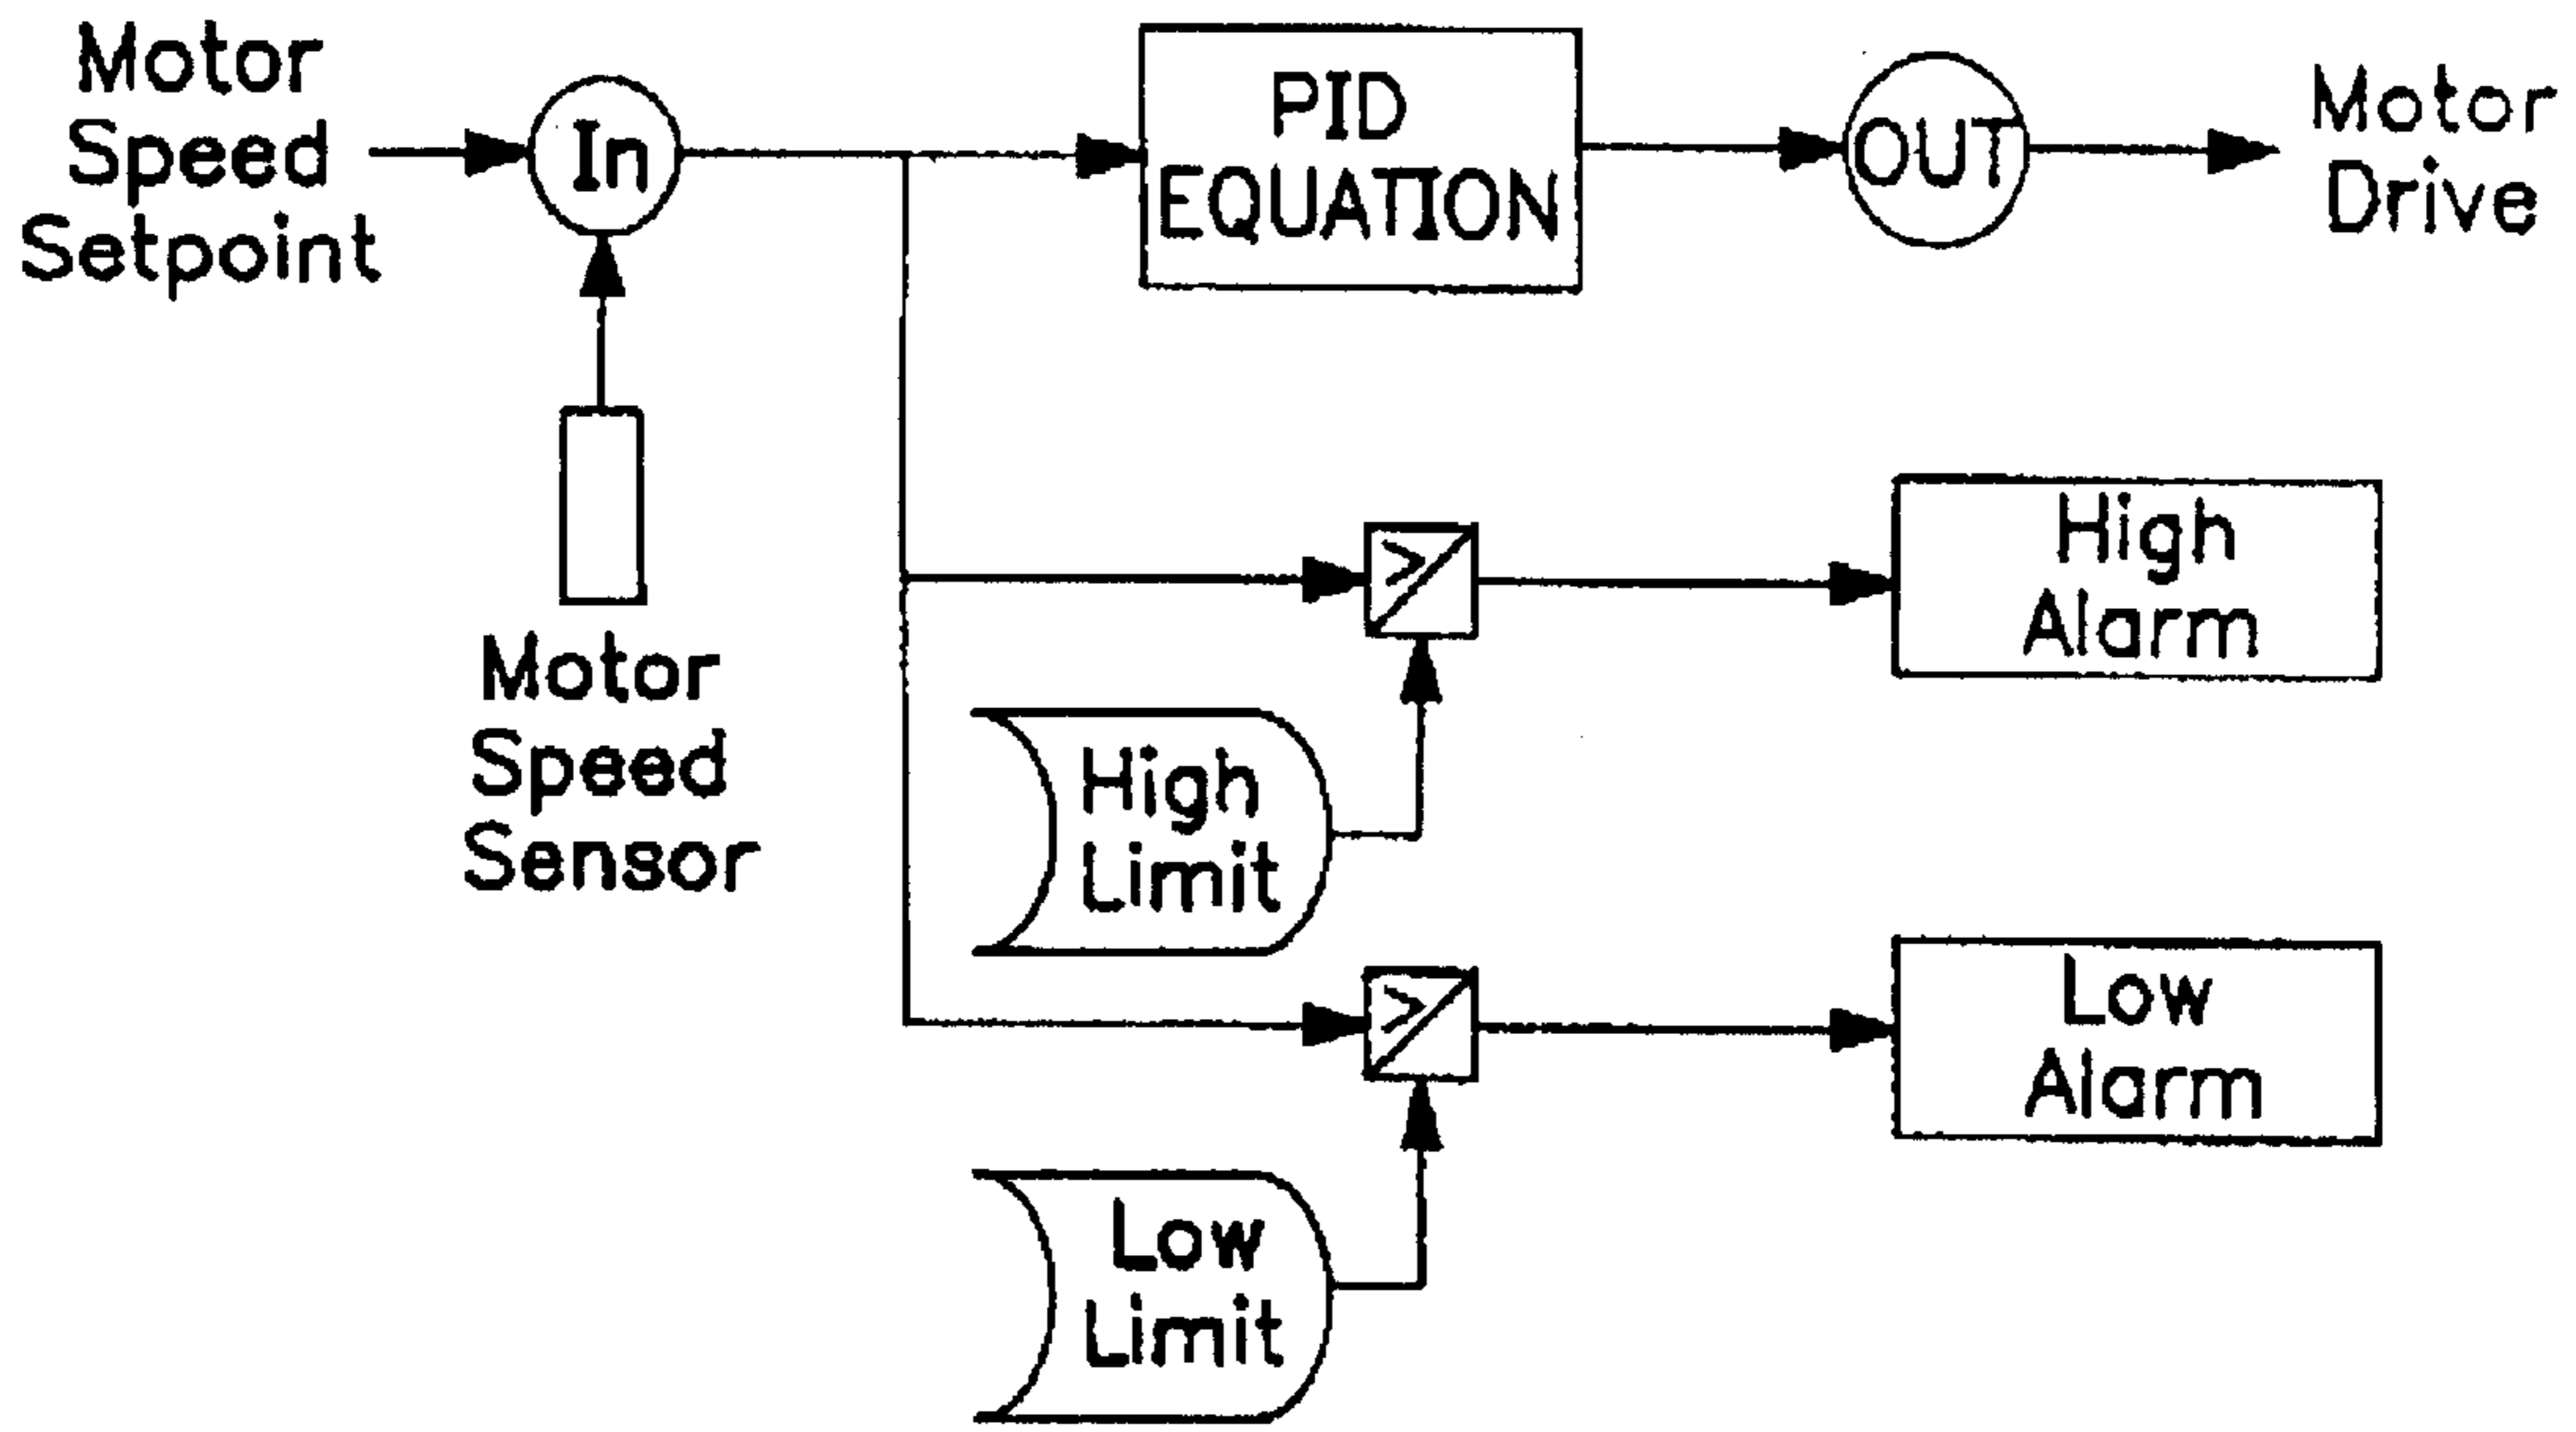 Motor
Speed
Setpoint
In
PID
EQUATION
OUT
Motor
Drive
Motor
Speed
Sensor
>
High
Alarm
High
Limit
>
Low
Alarm
Low
Limit